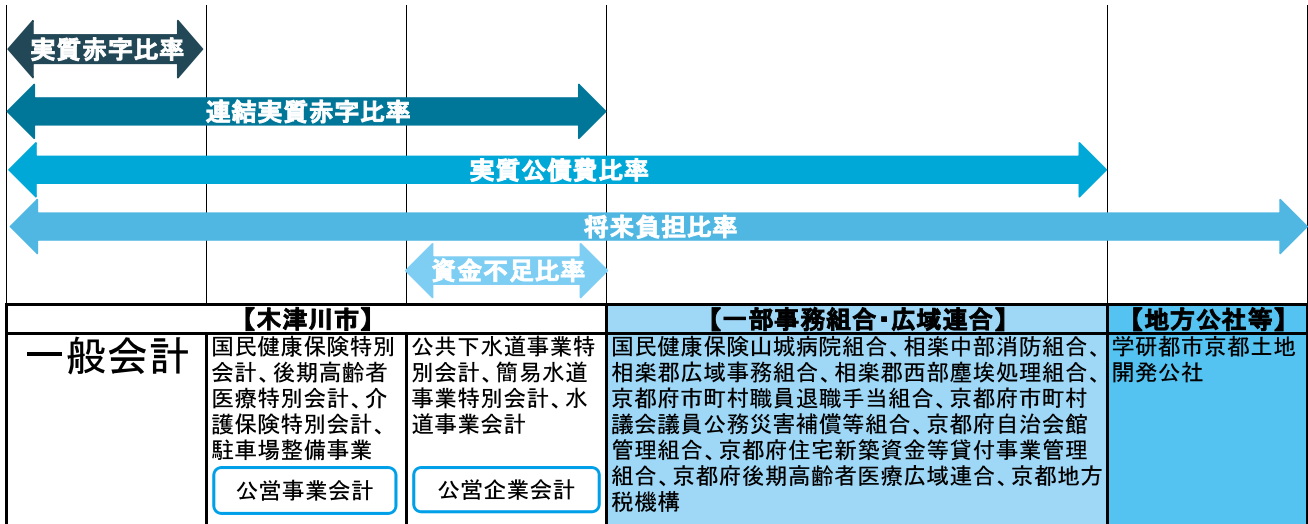 実質赤字比率
連結実質赤字比率
実質公債費比率
将来負担比率
資金不足比率
【木津川市】
【一部事務組合・広域連合】
【地方公社等】
一般会計
国民健康保険特別
会計、後期高齢者
医療特別会計、介
護保険特別会計、
駐車場整備事業
公営事業会計
公共下水道事業特
別会計、簡易水道
事業特別会計、水
道事業会計
公営企業会計
国民健康保険山城病院組合、相楽中部消防組合、
相楽郡広域事務組合、相楽郡西部塵埃処理組合、
京都府市町村職員退職手当組合、京都府市町村
議会議員公務災害補償等組合、京都府自治会館
管理組合、京都府住宅新築資金等貸付事業管理
組合、京都府後期高齢者医療広域連合、京都地方
税機構
学研都市京都土地
開発公社